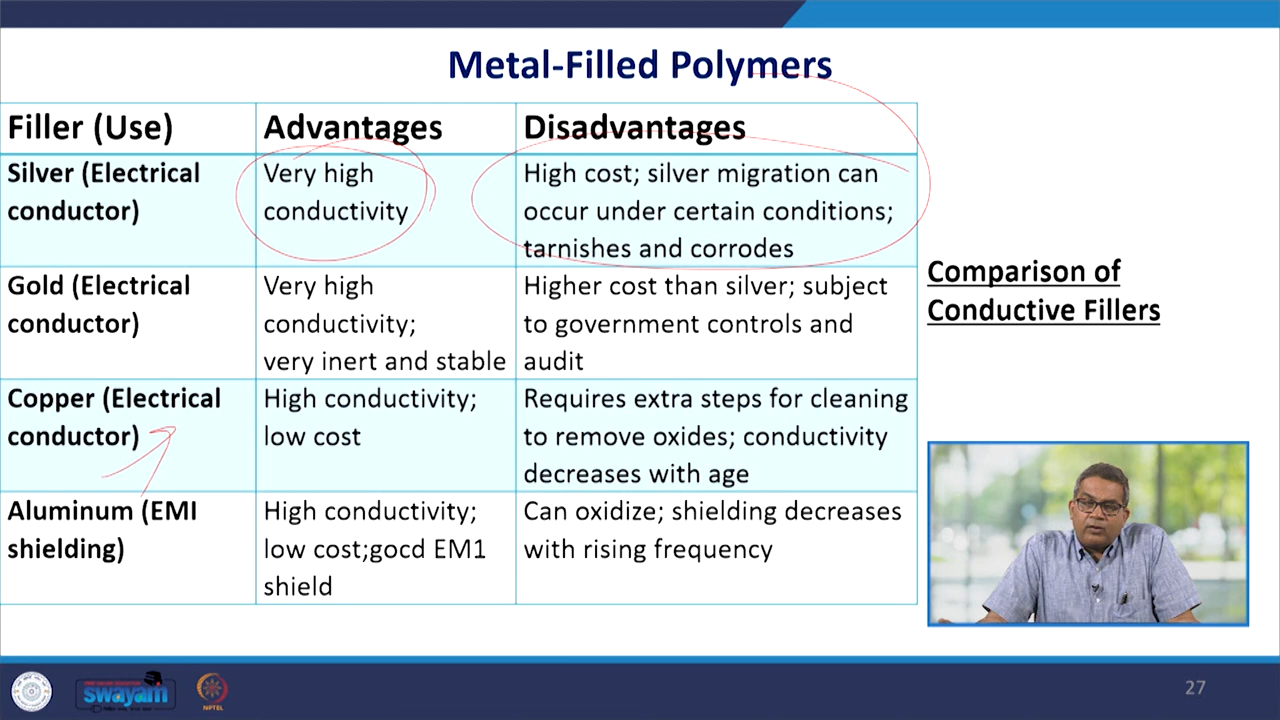 Metal-Filled Polymers
Filler (Use)
Advantages
Disadvantages
Silver (Electrical
conductor)
Very high
conductivity
High cost; silver migration can
occur under certain conditions;
tarnishes and corrodes
Gold (Electrical
conductor)
Very high
conductivity;
very inert and stable
Higher cost than silver; subject
to government controls and
audit
Copper (Electrical
conductor)
High conductivity;
low cost
Requires extra steps for cleaning
to remove oxides; conductivity
decreases with age
Aluminum (EMI
shielding)
High conductivity;
low cost;gocd EM1
shield
Can oxidize; shielding decreases
with rising frequency
Comparison of
Conductive Fillers
swayam
NPTEL
27